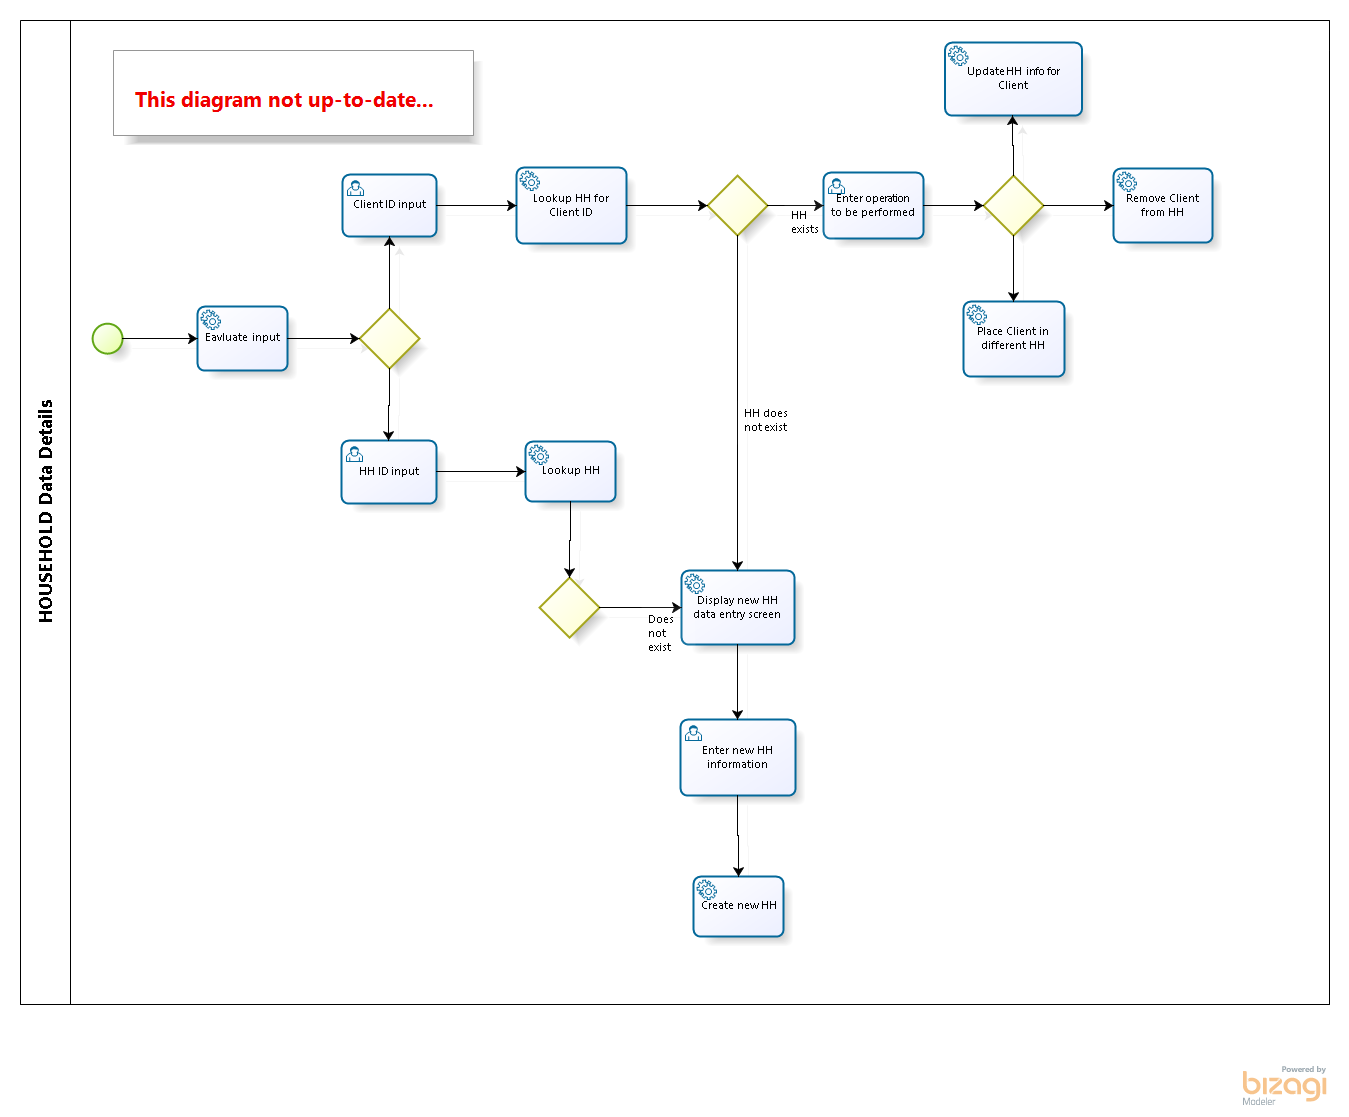 This diagram not up-to-date...
Update HH info for
Client
Client ID input
Lookup HH for
Client ID
HH
exists
Enter operation
to be performed
Remove Client
from HH
Eavluate input
Place Client in
different HH
HOUSEHOLD Data Details
HH does
not exist
HH ID input
Lookup HH
Does
not
exist
Display new HH
data entry screen
Enter new HH
information
Create new HH
Powered by
bizagi
Modeler